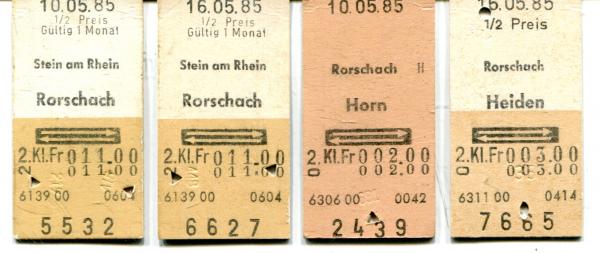 10.05.85
1/2 Preis
Gültig 1 Monat
Stein am Rhein
Rorschach
2.Kl.Fr 011.00
011.00
6139 00 0604
5532
16.05.85
1/2 Preis
Gültig 1 Monat
Stein am Rhein
Rorschach
2.Kl.Fr 011.00
011.00
6139 00 0604
6627
10.05.85
Rorschach H
Horn
2.Kl.Fr 002.00
002.00
6306 00 0042
2439
16.05.85
1/2 Preis
Rorschach
Heiden
2.Kl.Fr 003.00
003.00
6311 00 0414
7665